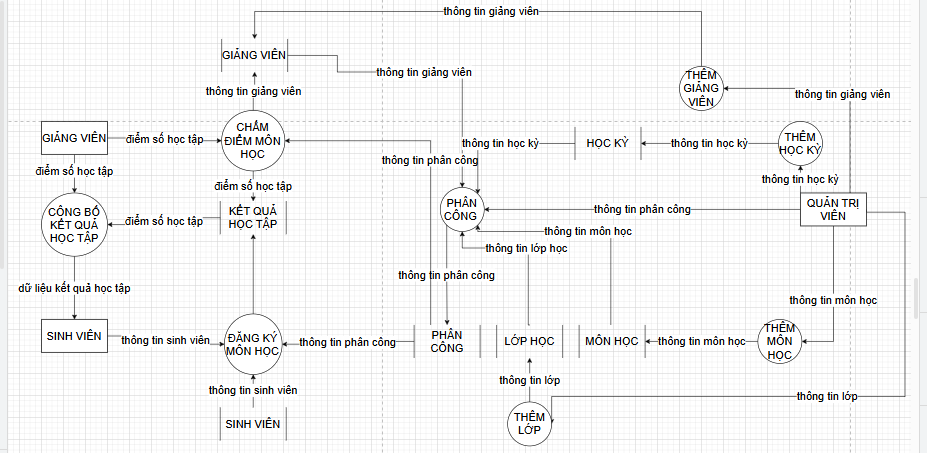 thông tin giảng viên
GIẢNG VIÊN
thông tin giảng viên
THÊM
GIẢNG
VIÊN
thông tin giảng viên
thông tin giảng viên
GIẢNG VIÊN
điểm số học tập
CHẤM
ĐIỂM MÔN
HỌC
thông tin học kỳ
HỌC KỲ
thông tin học kỳ
THÊM
HỌC KỲ
thông tin phân công
điểm số học tập
điểm số học tập
thông tin học kỳ
CÔNG BỐ
KẾT QUẢ
HỌC TẬP
điểm số học tập
KẾT QUẢ
HỌC TẬP
PHÂN
CÔNG
thông tin phân công
QUẢN TRỊ
VIÊN
thông tin môn học
thông tin lớp học
thông tin phân công
dữ liệu kết quả học tập
thông tin môn học
SINH VIÊN
thông tin sinh viên
ĐĂNG KÝ
MÔN HỌC
thông tin phân công
PHÂN
CÔNG
LỚP HỌC
MÔN HỌC
thông tin môn học
THÊM
MÔN
HỌC
thông tin sinh viên
thông tin lớp
thông tin lớp
SINH VIÊN
THÊM
LỚP